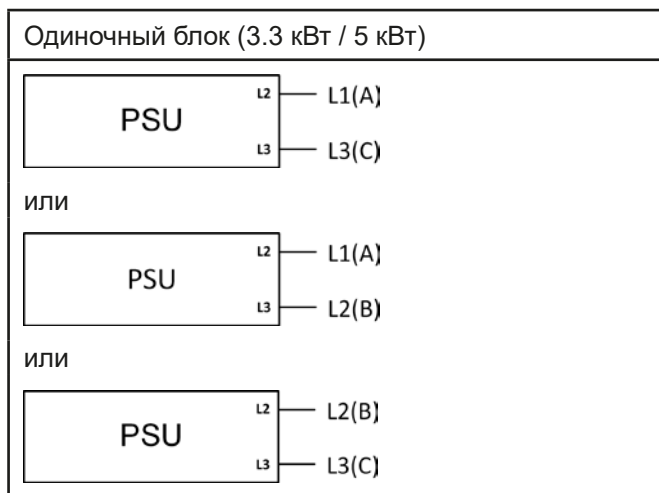 Одиночный блок (3.3 кВт / 5 кВт)
PSU
L2 L1(A)
L3 L3(C)
или
PSU
L2 L1(A)
L3 L2(B)
или
PSU
L2 L2(B)
L3 L3(C)